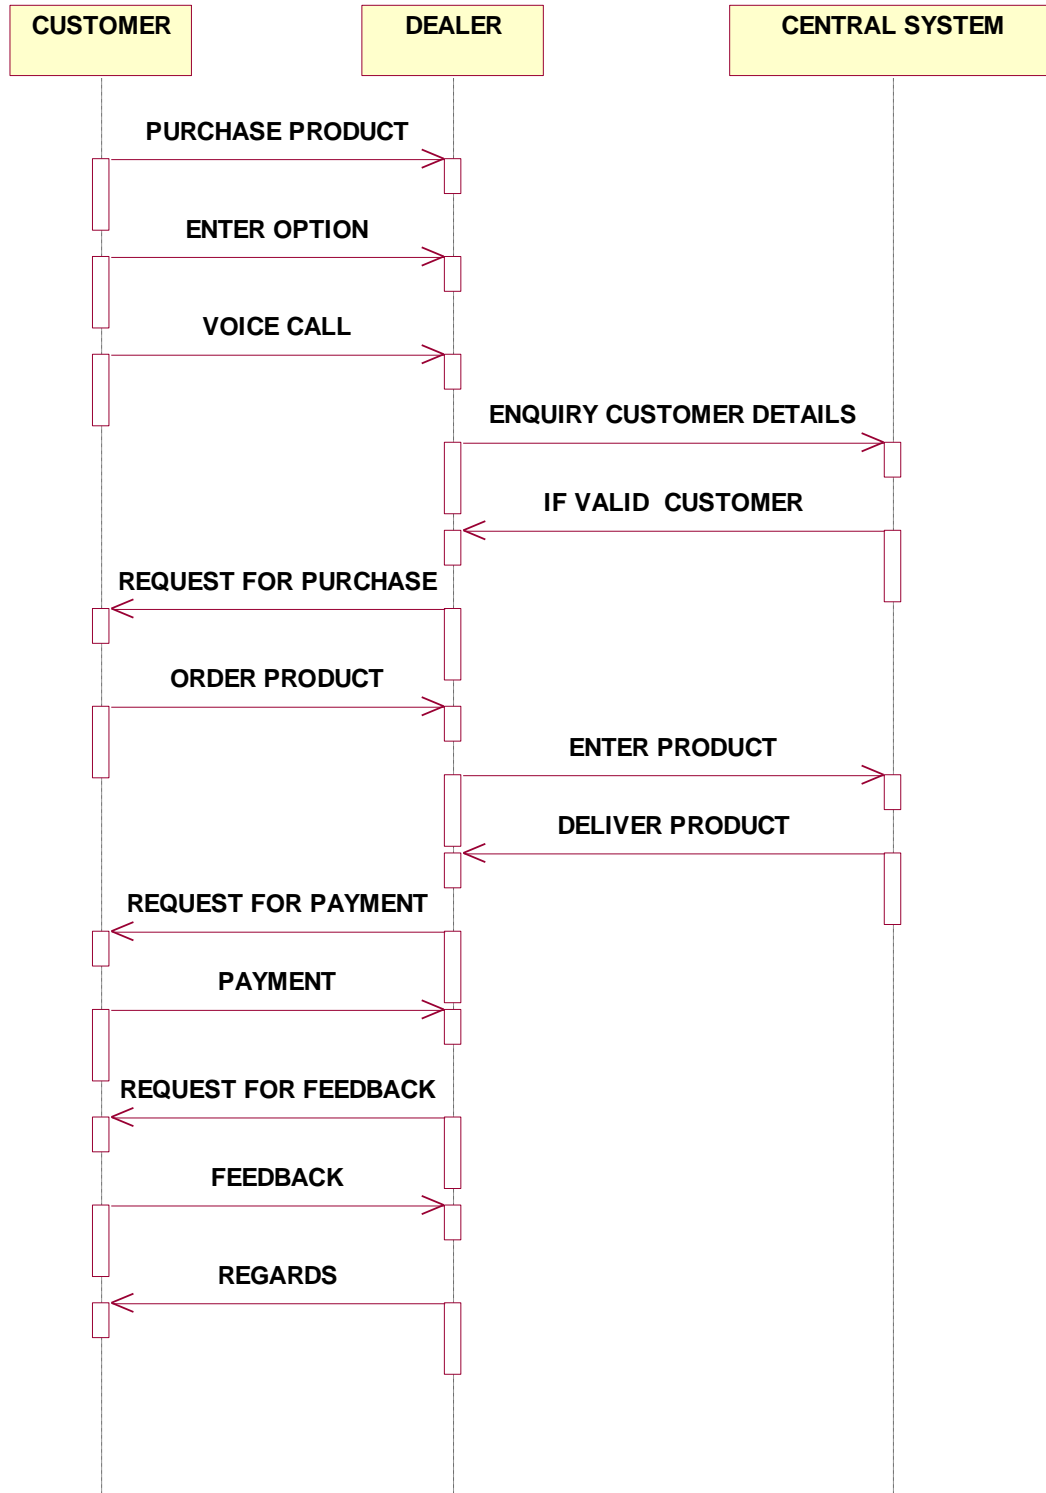 CUSTOMER
DEALER
CENTRAL SYSTEM
PURCHASE PRODUCT
ENTER OPTION
VOICE CALL
ENQUIRY CUSTOMER DETAILS
IF VALID  CUSTOMER
REQUEST FOR PURCHASE
ORDER PRODUCT
ENTER PRODUCT
DELIVER PRODUCT
REQUEST FOR PAYMENT
PAYMENT
REQUEST FOR FEEDBACK
FEEDBACK
REGARDS